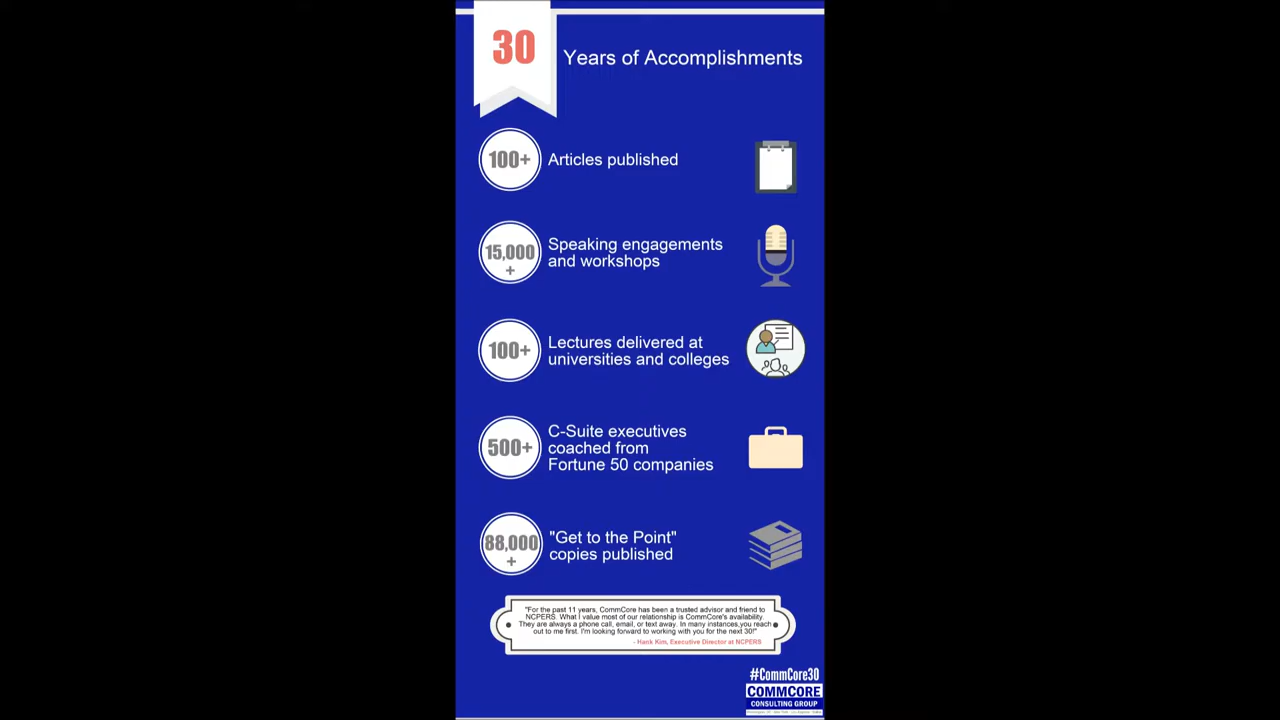 30
Years of Accomplishments
100+
Articles published
15,000
+
Speaking engagements
and workshops
100+
Lectures delivered at
universities and colleges
500+
C-Suite executives
coached from
Fortune 50 companies
88,000
+
"Get to the Point"
copies published
"For the past 11 years, CommCore has been a trusted advisor and friend to
NCPERS. What I value most of our relationship is CommCore's availability.
They are always a phone call, email, or text away. In many instances,you reach
out to me first. I'm looking forward to working with you for the next 30!"
- Hank Kim, Executive Director at NCPERS
#CommCore30
COMMCORE
CONSULTING GROUP